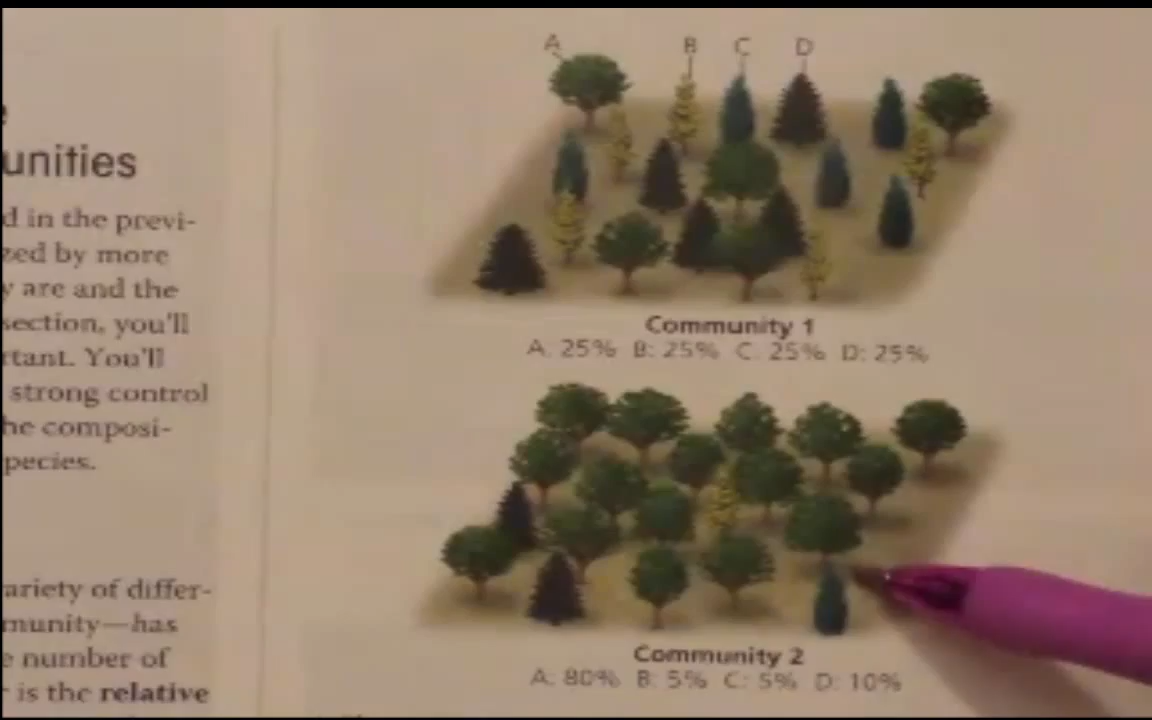 unities
d in the previ-
zed by more
y are and the
section, you'll
rtant. You'll
strong control
he composi-
pecies.
ariety of differ-
munity—has
e number of
r is the relative
A B C D
Community 1
A: 25% B: 25% C: 25% D: 25%
Community 2
A: 80% B: 5% C: 5% D: 10%